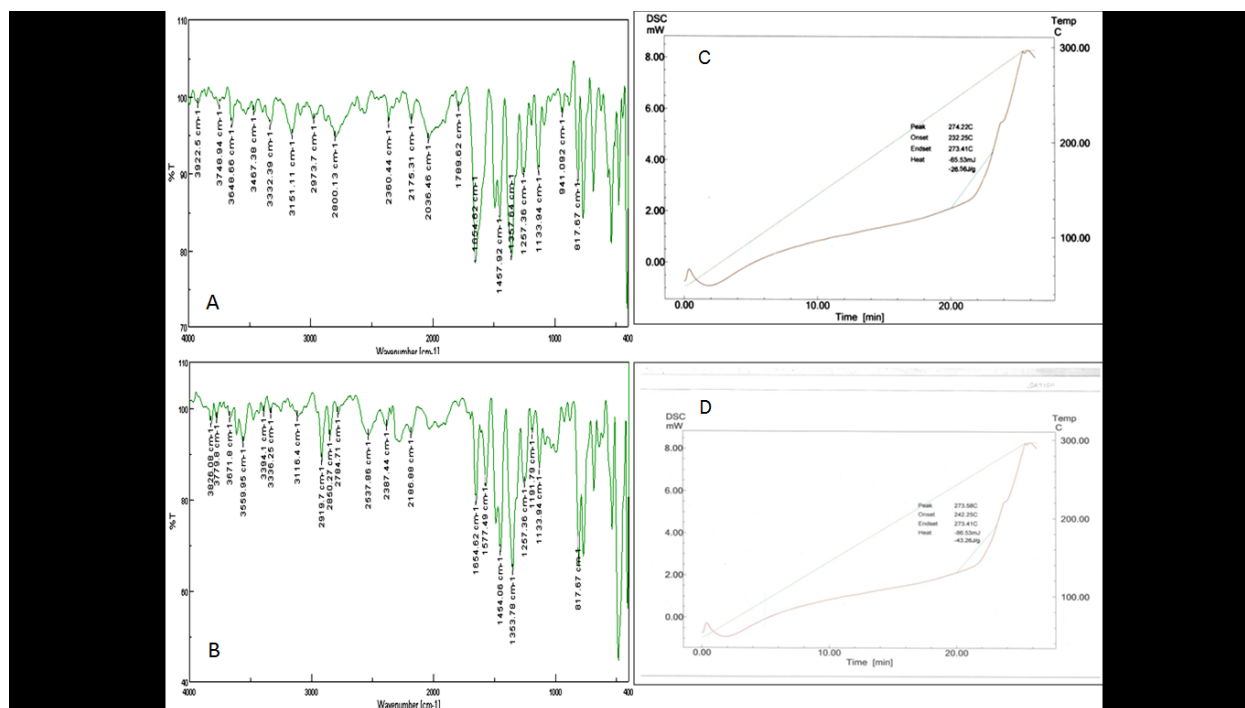 110
100
90
80
70
%T
3922.5 cm-1
3748.94 cm-1
3648.66 cm-1
3467.38 cm-1
3332.39 cm-1
3151.11 cm-1
2973.7 cm-1
2800.13 cm-1
2360.44 cm-1
2175.31 cm-1
2036.46 cm-1
1789.62 cm-1
1654.62 cm-1
1457.92 cm-1
1357.64 cm-1
1257.36 cm-1
1133.94 cm-1
941.092 cm-1
817.67 cm-1
A
4000 3000 2000 1000 400
Wavenumber [cm-1]
DSC
mW
Temp
C
8.00
6.00
4.00
2.00
0.00
300.00
200.00
100.00
C
Peak 274.22C
Onset 232.25C
Endset 273.41C
Heat -65.53mJ
0.00 10.00 20.00
Time [min]
110
100
80
60
40
%T
3826.08 cm-1
3779.8 cm-1
3671.8 cm-1
3559.95 cm-1
3394.1 cm-1
3336.25 cm-1
3116.4 cm-1
2919.7 cm-1
2850.27 cm-1
2784.71 cm-1
2537.86 cm-1
2387.44 cm-1
2186.88 cm-1
1654.62 cm-1
1577.49 cm-1
1454.06 cm-1
1353.78 cm-1
1257.36 cm-1
1191.79 cm-1
1133.94 cm-1
817.67 cm-1
B
4000 3000 2000 1000 400
Wavenumber [cm-1]
DSC
mW
Temp
C
8.00
6.00
4.00
2.00
0.00
300.00
200.00
100.00
D
Peak 273.58C
Onset 242.25C
Endset 273.41C
Heat -86.53mJ
-43.26J/g
0.00 10.00 20.00
Time [min]